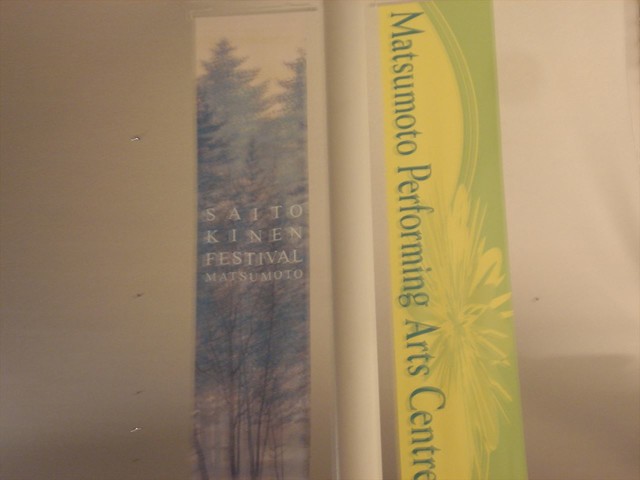 SAITO
KINEN
FESTIVAL
MATSUMOTO
Matsumoto Performing Arts Centre